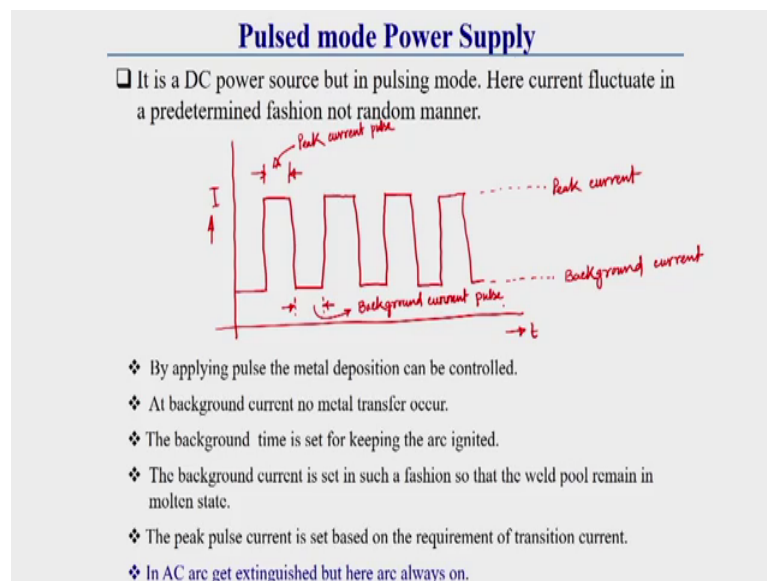 Pulsed mode Power Supply
It is a DC power source but in pulsing mode. Here current fluctuate in
a predetermined fashion not random manner.
Peak current pulse
I
Peak current
Background current
Background current pulse
t
By applying pulse the metal deposition can be controlled.
At background current no metal transfer occur.
The background time is set for keeping the arc ignited.
The background current is set in such a fashion so that the weld pool remain in
molten state.
The peak pulse current is set based on the requirement of transition current.
In AC arc get extinguished but here arc always on.